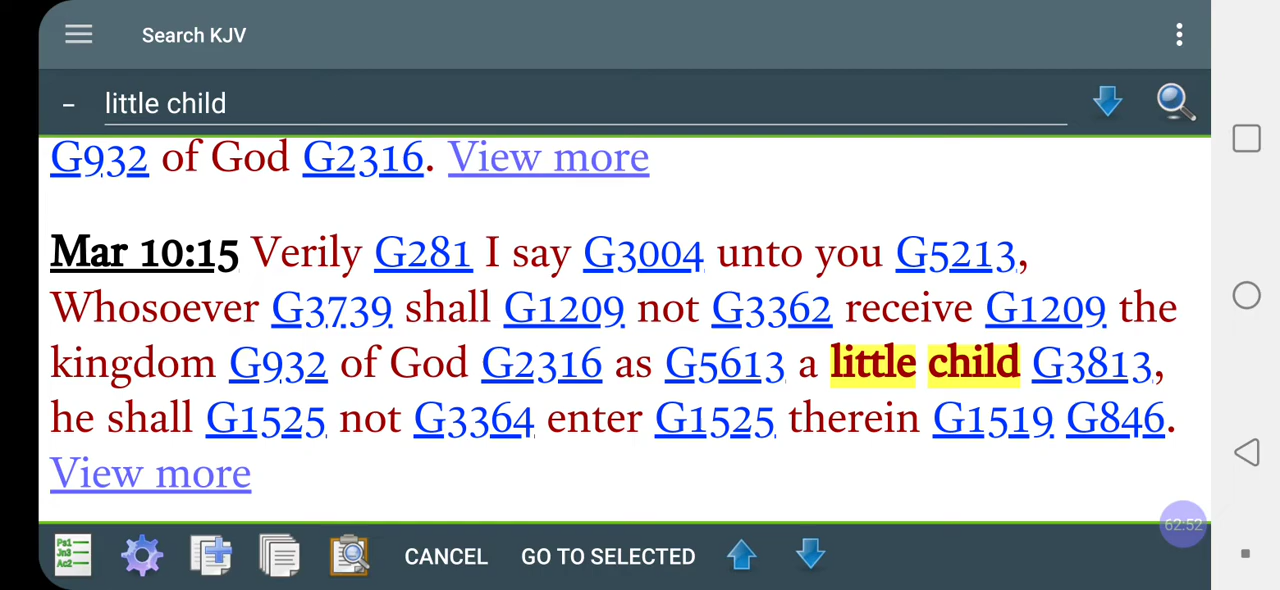 Search KJV
– little child
G932 of God G2316. View more
Mar 10:15 Verily G281 I say G3004 unto you G5213,
Whosoever G3739 shall G1209 not G3362 receive G1209 the
kingdom G932 of God G2316 as G5613 a little child G3813,
he shall G1525 not G3364 enter G1525 therein G1519 G846.
View more
62:52
Ps1
Jn3
Ac2
CANCEL GO TO SELECTED